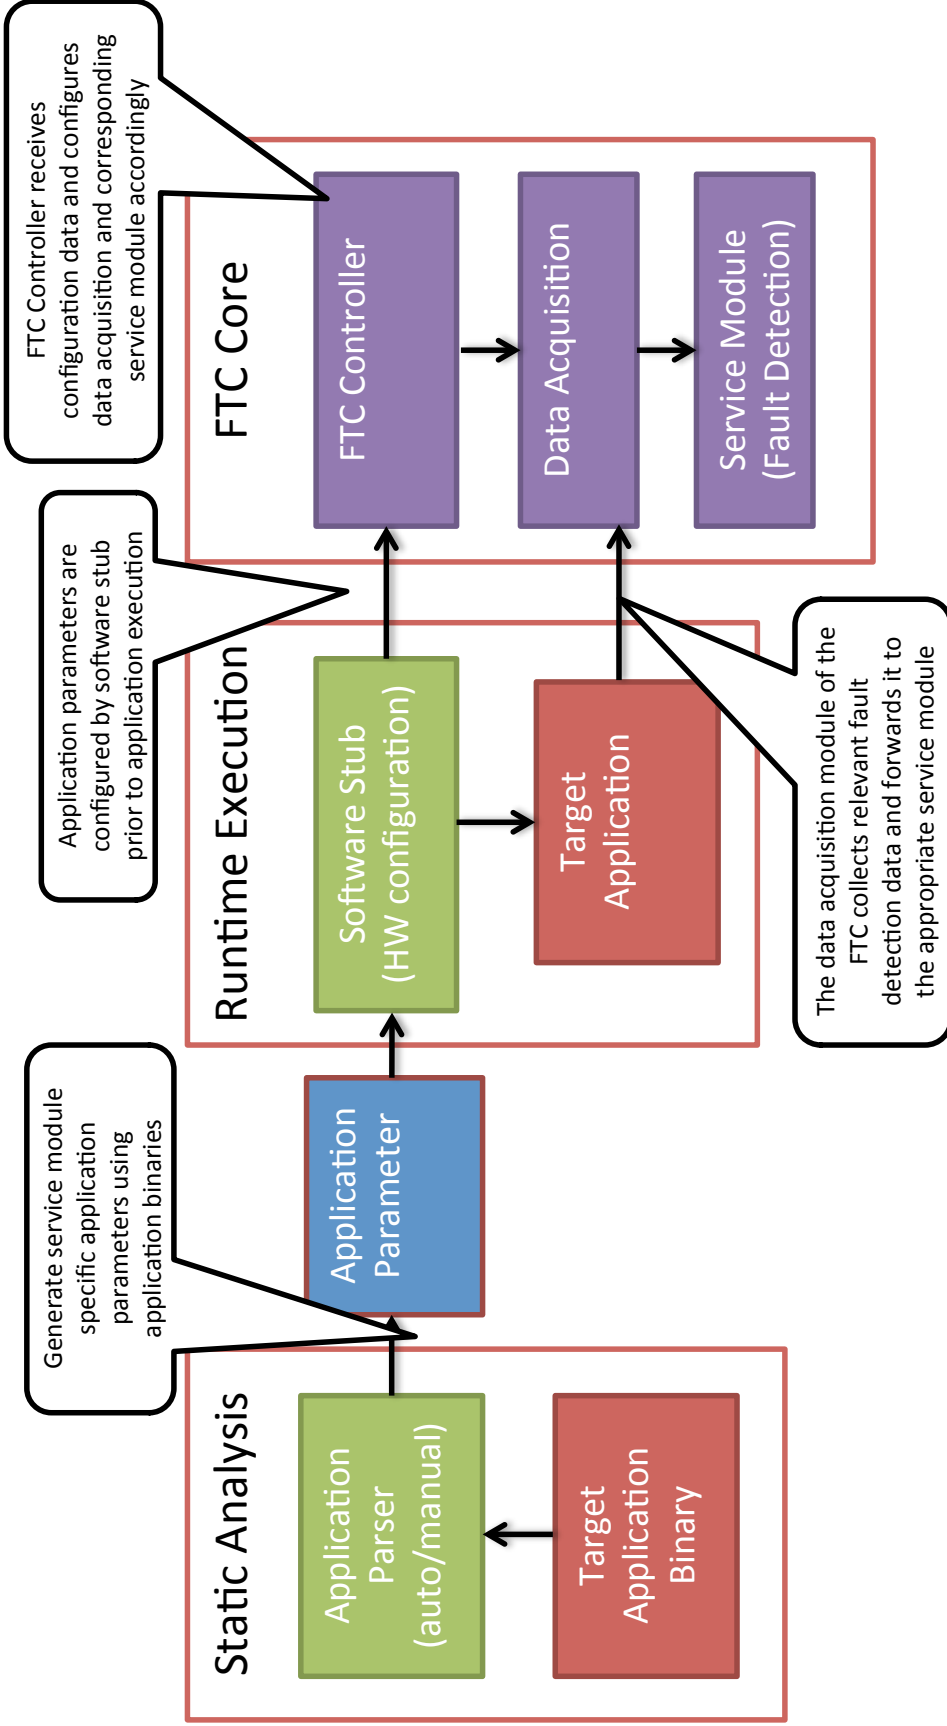 Generate service module
specific application
parameters using
application binaries
Application parameters are
configured by software stub
prior to application execution
FTC Controller receives
configuration data and configures
data acquisition and corresponding
service module accordingly
Static Analysis
Application
Parser
(auto/manual)
Target
Application
Binary
Application
Parameter
Runtime Execution
Software Stub
(HW configuration)
Target
Application
FTC Core
FTC Controller
Data Acquisition
Service Module
(Fault Detection)
The data acquisition module of the
FTC collects relevant fault
detection data and forwards it to
the appropriate service module